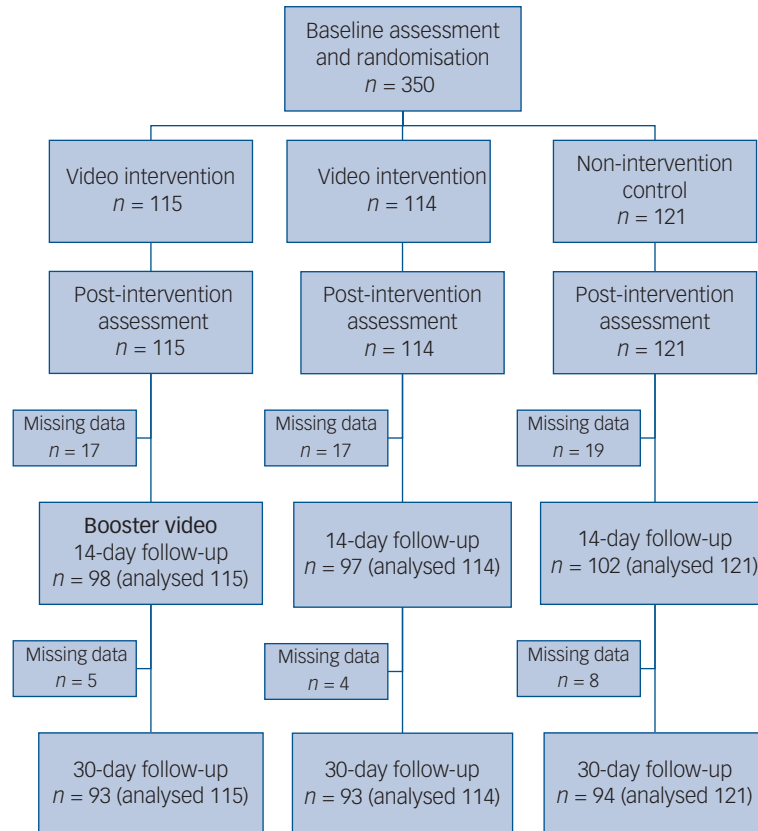 Baseline assessment
and randomisation
n = 350
Video intervention
n = 115
Video intervention
n = 114
Non-intervention
control
n = 121
Post-intervention
assessment
n = 115
Post-intervention
assessment
n = 114
Post-intervention
assessment
n = 121
Missing data
n = 17
Missing data
n = 17
Missing data
n = 19
Booster video
14-day follow-up
n = 98 (analysed 115)
14-day follow-up
n = 97 (analysed 114)
14-day follow-up
n = 102 (analysed 121)
Missing data
n = 5
Missing data
n = 4
Missing data
n = 8
30-day follow-up
n = 93 (analysed 115)
30-day follow-up
n = 93 (analysed 114)
30-day follow-up
n = 94 (analysed 121)